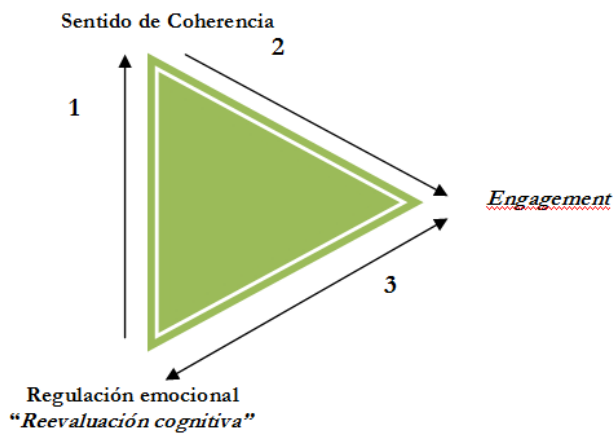 Sentido de Coherencia
2
1
Engagement
3
Regulación emocional
“Reevaluación cognitiva”